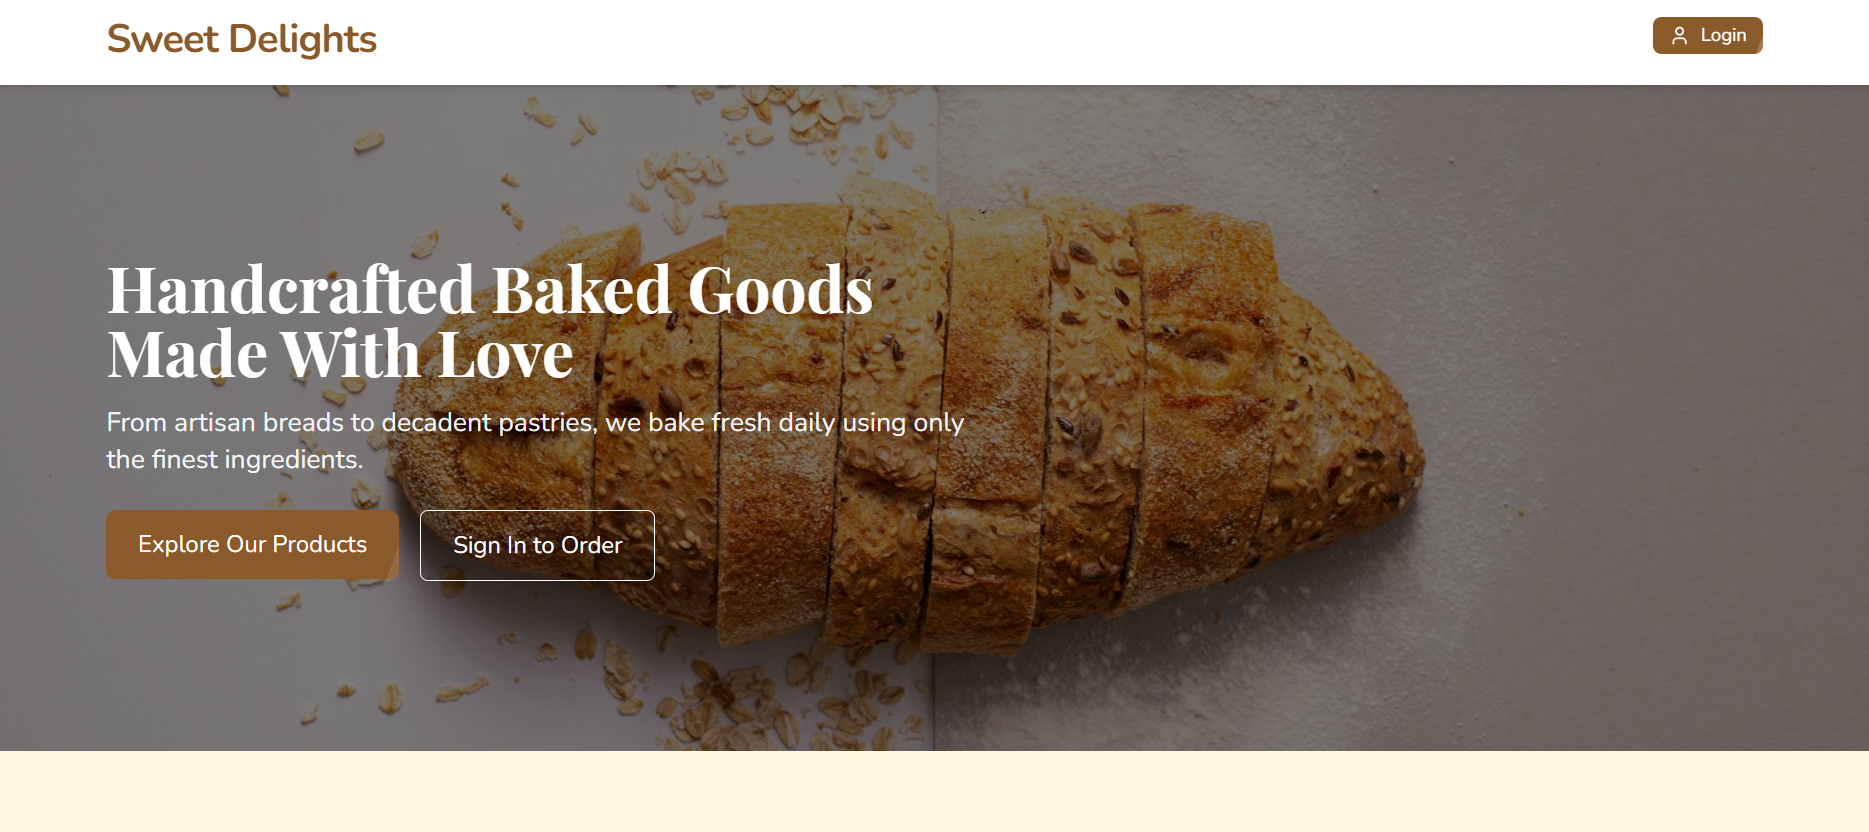 Sweet Delights
Login
Handcrafted Baked Goods
Made With Love
From artisan breads to decadent pastries, we bake fresh daily using only
the finest ingredients.
Explore Our Products
Sign In to Order